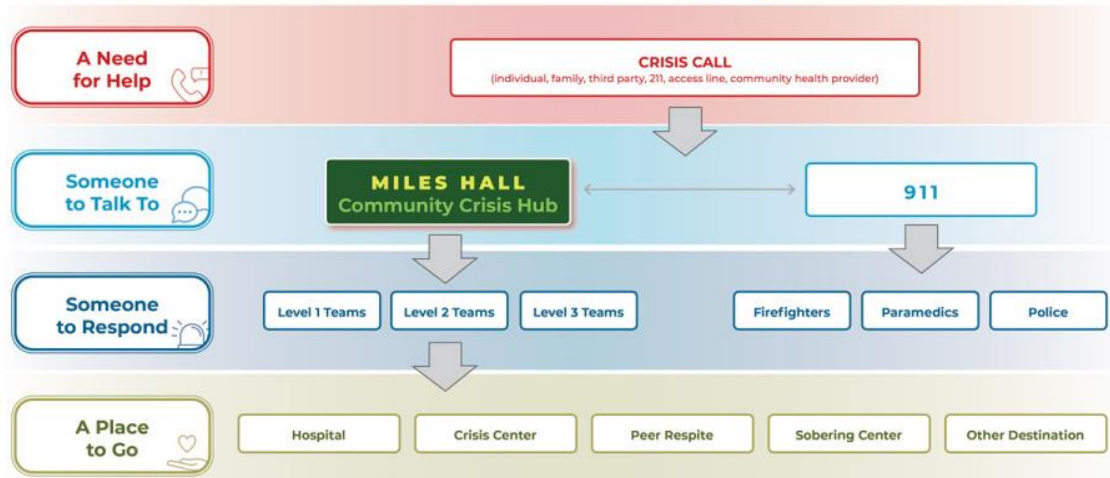 A Need
for Help
CRISIS CALL
(individual, family, third party, 211, access line, community health provider)
Someone
to Talk To
MILES HALL
Community Crisis Hub
911
Someone
to Respond
Level 1 Teams
Level 2 Teams
Level 3 Teams
Firefighters
Paramedics
Police
A Place
to Go
Hospital
Crisis Center
Peer Respite
Sobering Center
Other Destination